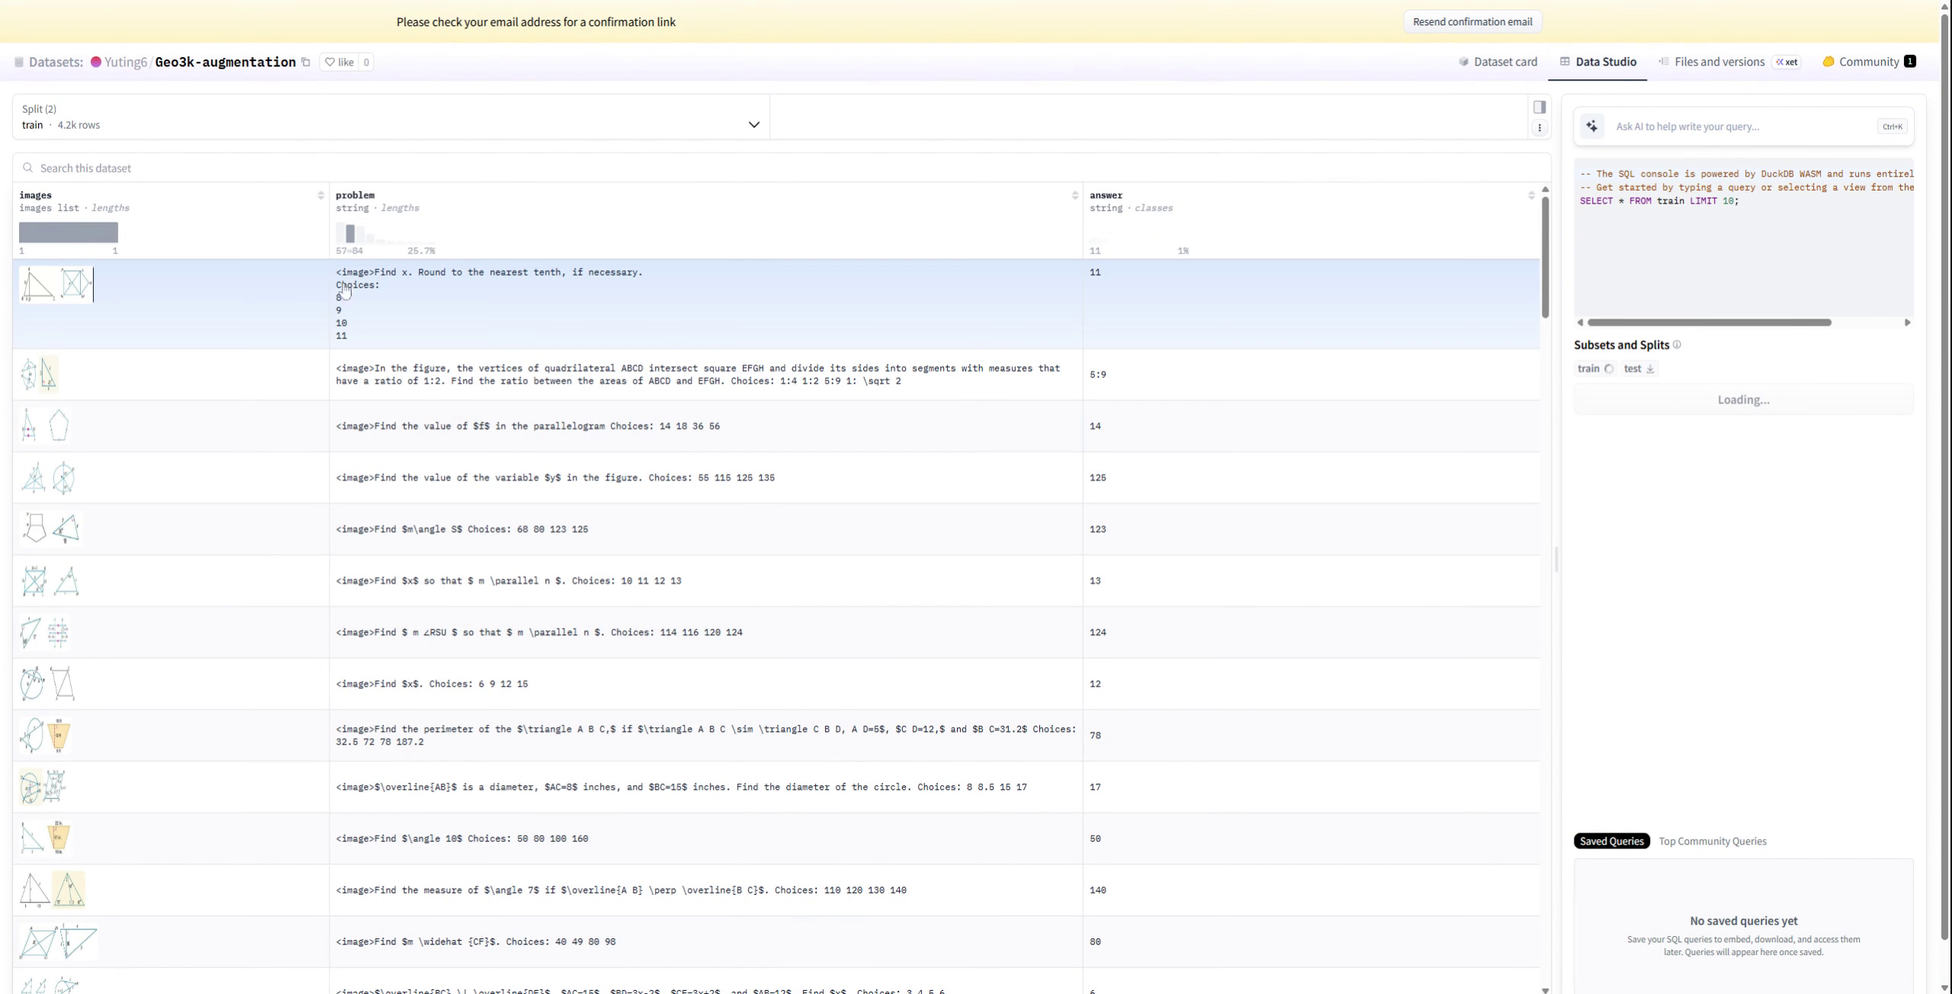 Please check your email address for a confirmation link
Resend confirmation email
Datasets: Yuting6/Geo3k-augmentation like 0
Dataset card Data Studio Files and versions xet Community 1
Split (2)
train · 4.2k rows
Search this dataset
images problem answer
images list · lengths string · lengths string · classes
1 1 57→84 25.7% 11 1%
<image>Find x. Round to the nearest tenth, if necessary.
Choices:
8
9
10
11
11
<image>In the figure, the vertices of quadrilateral ABCD intersect square EFGH and divide its sides into segments with measures that
have a ratio of 1:2. Find the ratio between the areas of ABCD and EFGH. Choices: 1:4 1:2 5:9 1: \sqrt 2
5:9
<image>Find the value of $f$ in the parallelogram Choices: 14 18 36 56
14
<image>Find the value of the variable $y$ in the figure. Choices: 55 115 125 135
125
<image>Find $m\angle S$ Choices: 68 80 123 125
123
<image>Find $x$ so that $ m \parallel n $. Choices: 10 11 12 13
13
<image>Find $ m ∠RSU $ so that $ m \parallel n $. Choices: 114 116 120 124
124
<image>Find $x$. Choices: 6 9 12 15
12
<image>Find the perimeter of the $\triangle A B C,$ if $\triangle A B C \sim \triangle C B D, A D=5$, $C D=12,$ and $B C=31.2$ Choices:
32.5 72 78 187.2
78
<image>$\overline{AB}$ is a diameter, $AC=8$ inches, and $BC=15$ inches. Find the diameter of the circle. Choices: 8 8.5 15 17
17
<image>Find $\angle 10$ Choices: 50 80 100 160
50
<image>Find the measure of $\angle 7$ if $\overline{A B} \perp \overline{B C}$. Choices: 110 120 130 140
140
<image>Find $m \widehat {CF}$. Choices: 40 49 80 98
80
Ask AI to help write your query...
Ctrl+K
-- The SQL console is powered by DuckDB WASM and runs entirel
-- Get started by typing a query or selecting a view from the
SELECT * FROM train LIMIT 10;
Subsets and Splits
train test
Loading...
Saved Queries Top Community Queries
No saved queries yet
Save your SQL queries to embed, download, and access them
later. Queries will appear here once saved.